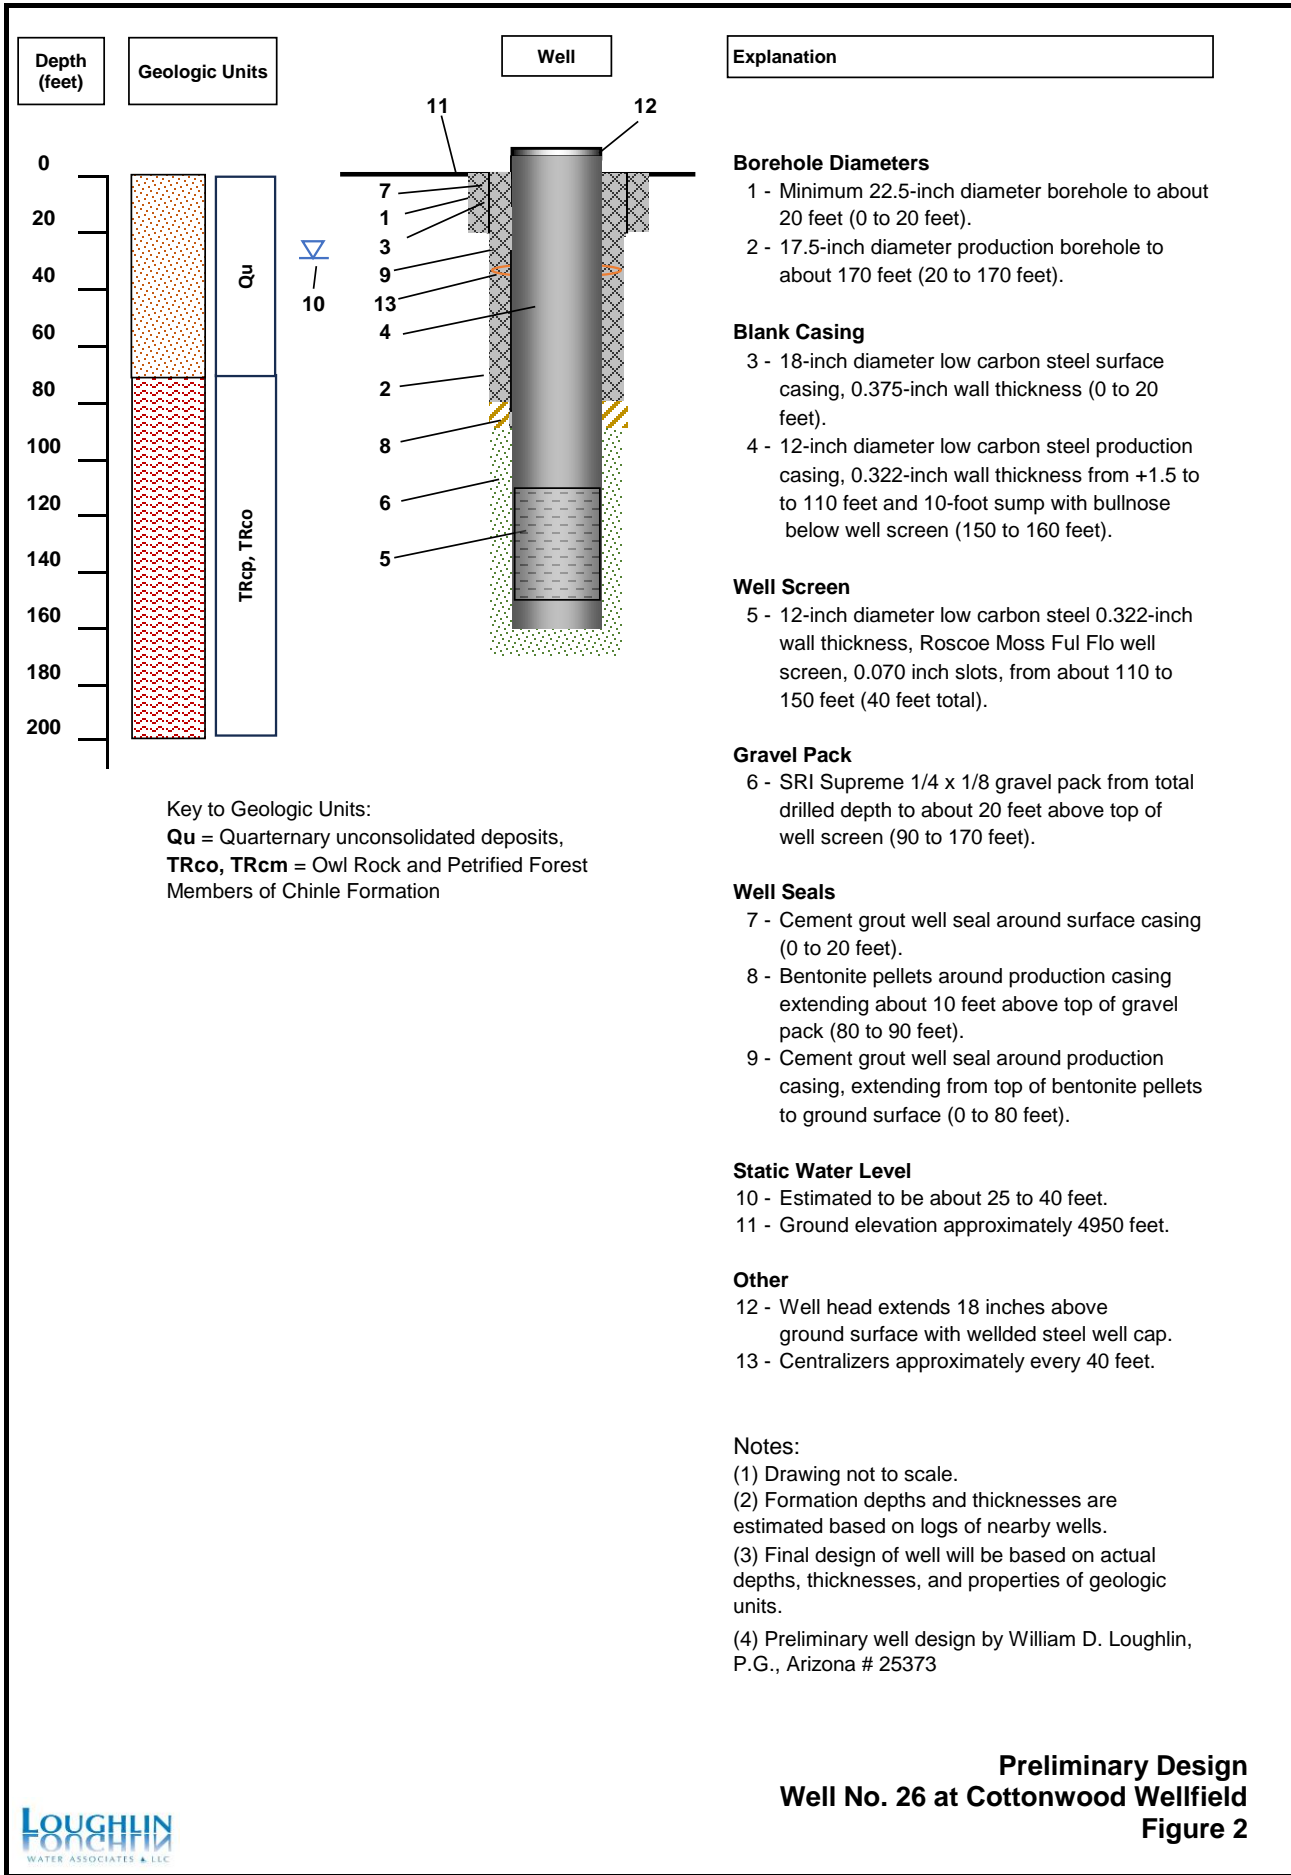 Depth
(feet)
Geologic Units
Well
Explanation
11
12
0
20
40
60
80
100
120
140
160
180
200
Qu
TRcp, TRco
10
7
1
3
9
13
4
2
8
6
5
Key to Geologic Units:
Qu = Quarternary unconsolidated deposits,
TRco, TRcm = Owl Rock and Petrified Forest
Members of Chinle Formation
Borehole Diameters
1 - Minimum 22.5-inch diameter borehole to about
20 feet (0 to 20 feet).
2 - 17.5-inch diameter production borehole to
about 170 feet (20 to 170 feet).
Blank Casing
3 - 18-inch diameter low carbon steel surface
casing, 0.375-inch wall thickness (0 to 20
feet).
4 - 12-inch diameter low carbon steel production
casing, 0.322-inch wall thickness from +1.5 to
to 110 feet and 10-foot sump with bullnose
below well screen (150 to 160 feet).
Well Screen
5 - 12-inch diameter low carbon steel 0.322-inch
wall thickness, Roscoe Moss Ful Flo well
screen, 0.070 inch slots, from about 110 to
150 feet (40 feet total).
Gravel Pack
6 - SRI Supreme 1/4 x 1/8 gravel pack from total
drilled depth to about 20 feet above top of
well screen (90 to 170 feet).
Well Seals
7 - Cement grout well seal around surface casing
(0 to 20 feet).
8 - Bentonite pellets around production casing
extending about 10 feet above top of gravel
pack (80 to 90 feet).
9 - Cement grout well seal around production
casing, extending from top of bentonite pellets
to ground surface (0 to 80 feet).
Static Water Level
10 - Estimated to be about 25 to 40 feet.
11 - Ground elevation approximately 4950 feet.
Other
12 - Well head extends 18 inches above
ground surface with wellded steel well cap.
13 - Centralizers approximately every 40 feet.
Notes:
(1) Drawing not to scale.
(2) Formation depths and thicknesses are
estimated based on logs of nearby wells.
(3) Final design of well will be based on actual
depths, thicknesses, and properties of geologic
units.
(4) Preliminary well design by William D. Loughlin,
P.G., Arizona # 25373
Preliminary Design
Well No. 26 at Cottonwood Wellfield
Figure 2
LOUGHLIN
WATER ASSOCIATES LLC